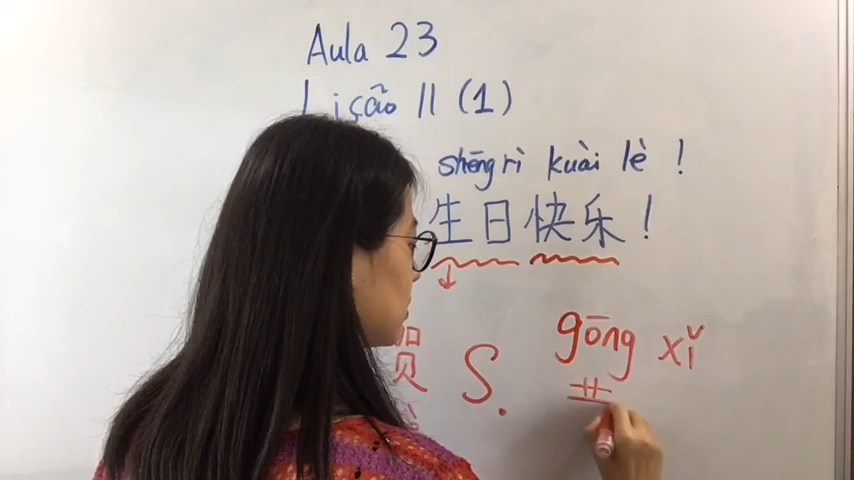 Aula 23
Lição 11 (1)
shēngrì kuài lè !
生日快乐！
S. gōng xǐ